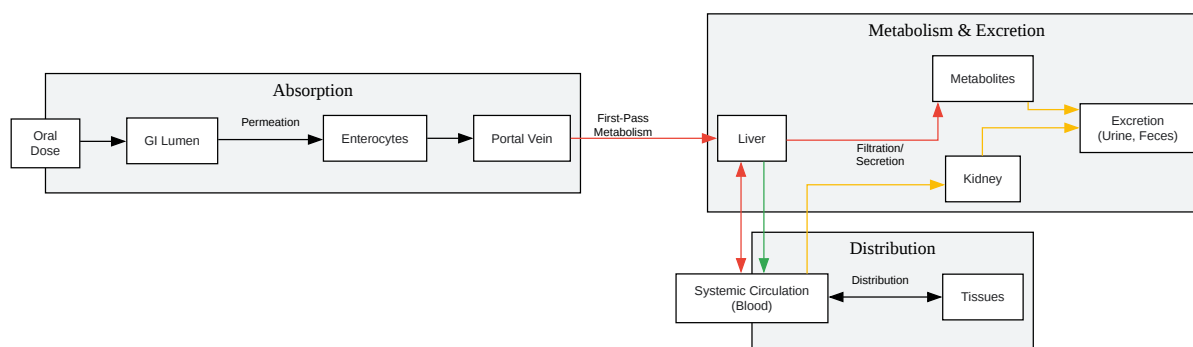 Metabolism & Excretion
Absorption
Oral
Dose
GI Lumen
Permeation
Enterocytes
Portal Vein
First-Pass
Metabolism
Liver
Filtration/
Secretion
Metabolites
Kidney
Excretion
(Urine, Feces)
Distribution
Systemic Circulation
(Blood)
Distribution
Tissues